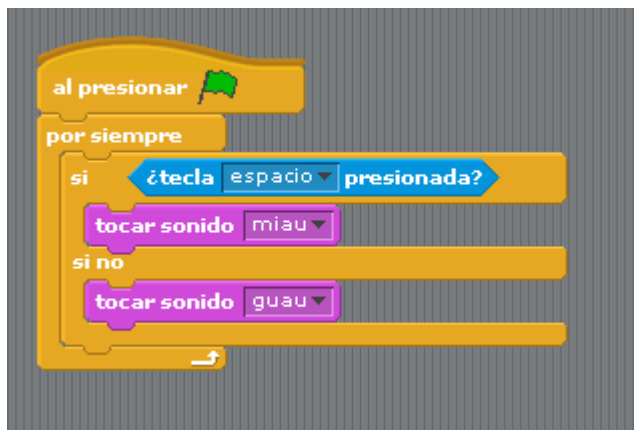 al presionar
por siempre
si ¿tecla espacio presionada?
tocar sonido miau
si no
tocar sonido guau